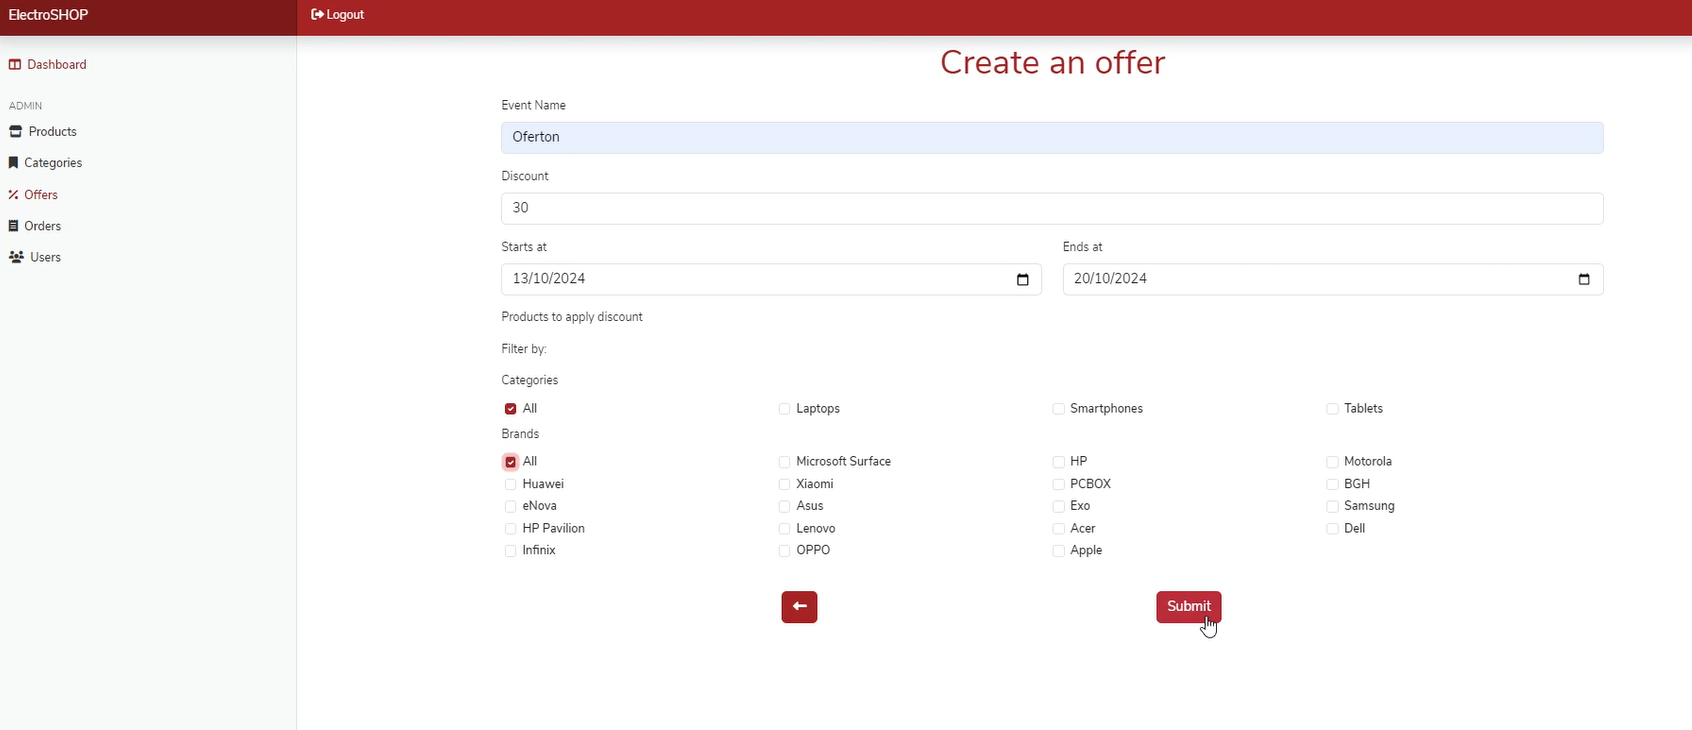 ElectroSHOP
Logout
Dashboard
ADMIN
Products
Categories
Offers
Orders
Users
Create an offer
Event Name
Oferton
Discount
30
Starts at
Ends at
13/10/2024
20/10/2024
Products to apply discount
Filter by:
Categories
All
Laptops
Smartphones
Tablets
Brands
All
Microsoft Surface
HP
Motorola
Huawei
Xiaomi
PCBOX
BGH
eNova
Asus
Exo
Samsung
HP Pavilion
Lenovo
Acer
Dell
Infinix
OPPO
Apple
Submit